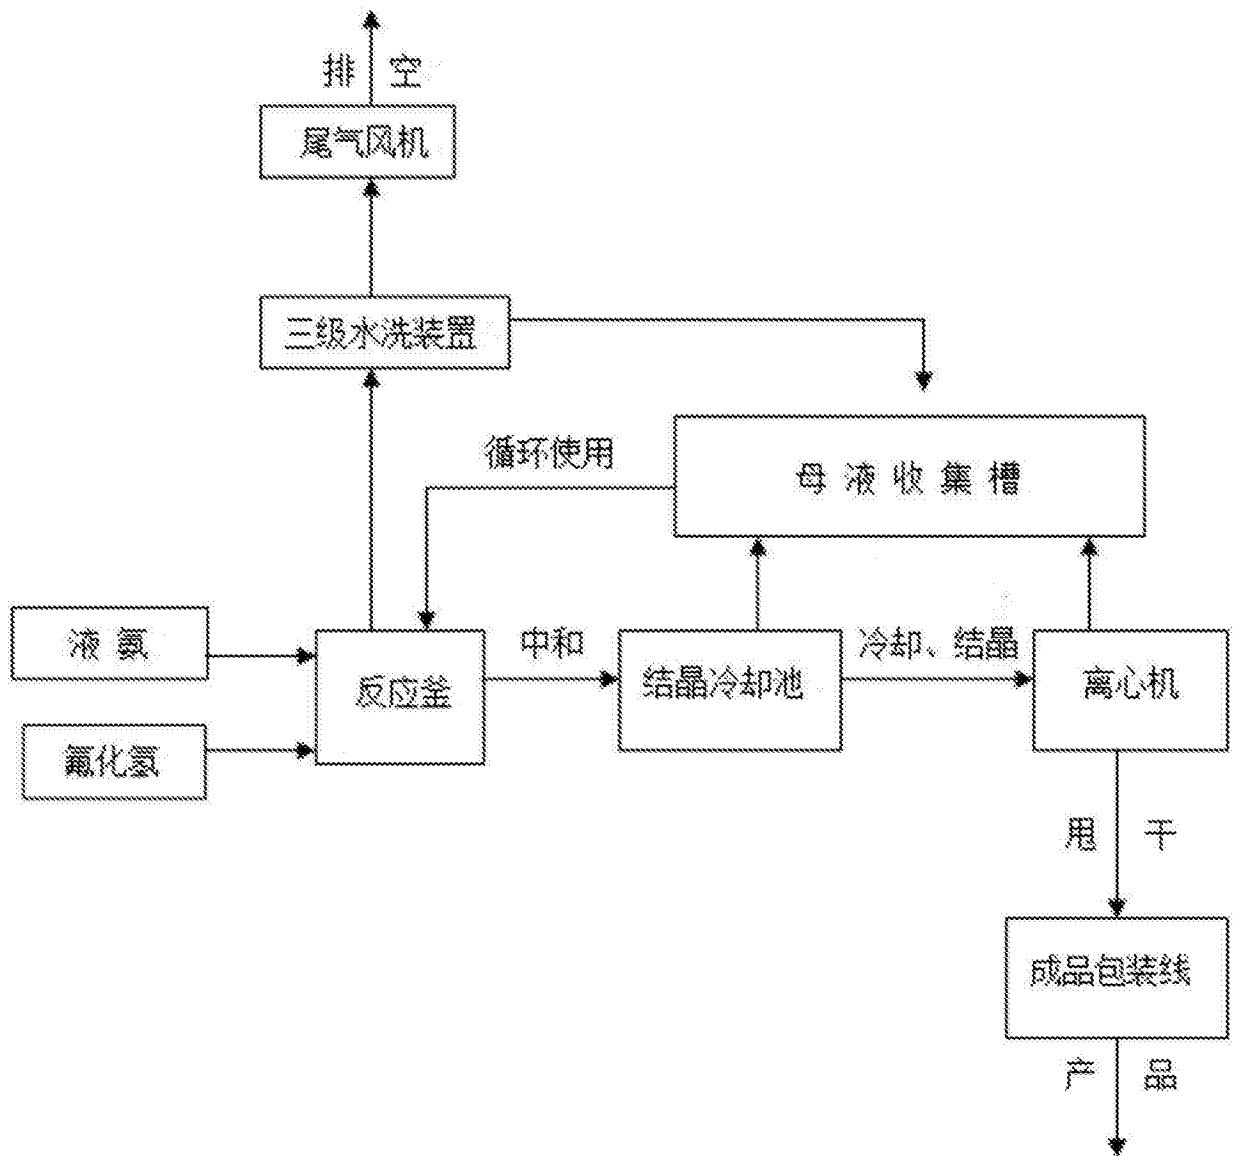 排 空
尾气风机
三级水洗装置
循环使用
母 液 收 集 槽
液 氨
中和
冷却、结晶
反应釜
结晶冷却池
离心机
氟化氢
甩 干
成品包装线
产 品